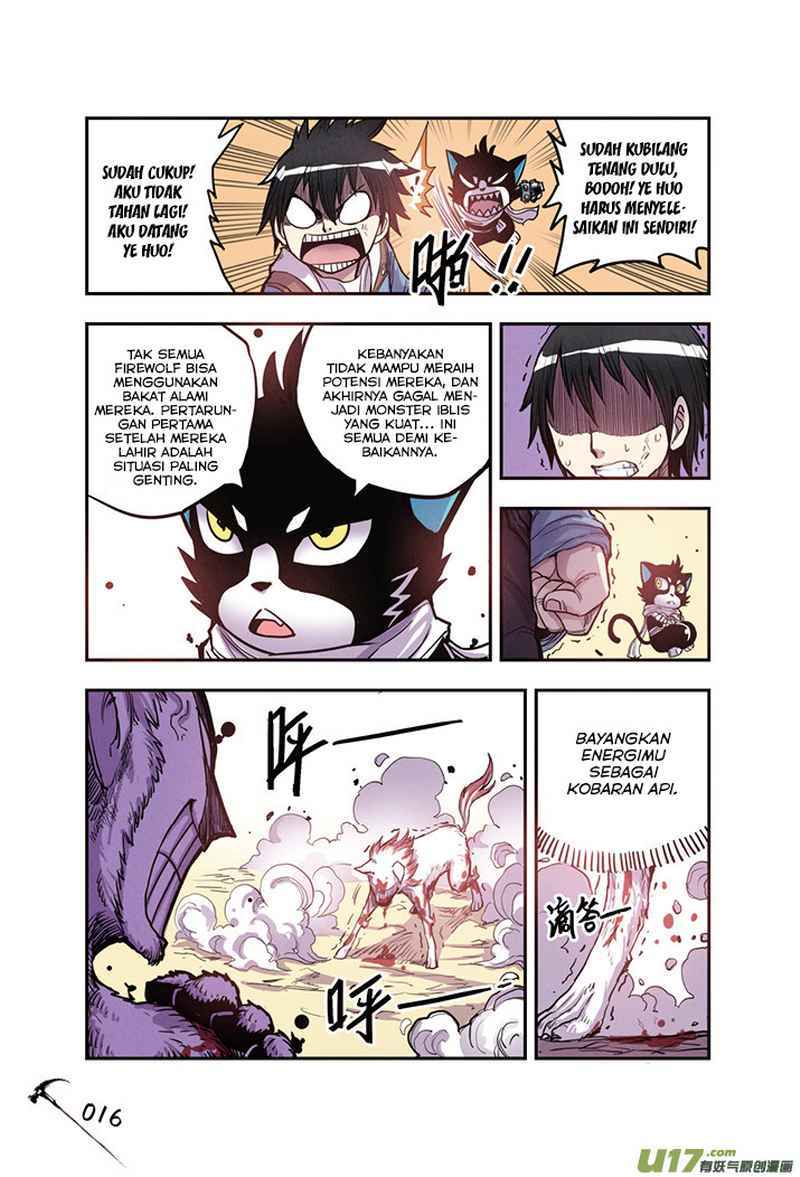 SUDAH CUKUP!
AKU TIDAK
TAHAN LAGI!
AKU DATANG
YE HUO!
SUDAH KUBILANG
TENANG DULU,
BODOH! YE HUO
HARUS MENYELE-
SAIKAN INI SENDIRI!
啪!!
TAK SEMUA
FIREWOLF BISA
MENGGUNAKAN
BAKAT ALAMI
MEREKA. PERTARUN-
GAN PERTAMA
SETELAH MEREKA
LAHIR ADALAH
SITUASI PALING
GENTING.
KEBANYAKAN
TIDAK MAMPU MERAIH
POTENSI MEREKA, DAN
AKHIRNYA GAGAL MEN-
JADI MONSTER IBLIS
YANG KUAT... INI
SEMUA DEMI KE-
BAIKANNYA.
呼——
呼——
BAYANGKAN
ENERGIMU
SEBAGAI
KOBARAN API.
滴答—
016
U17.com
有妖气原创漫画